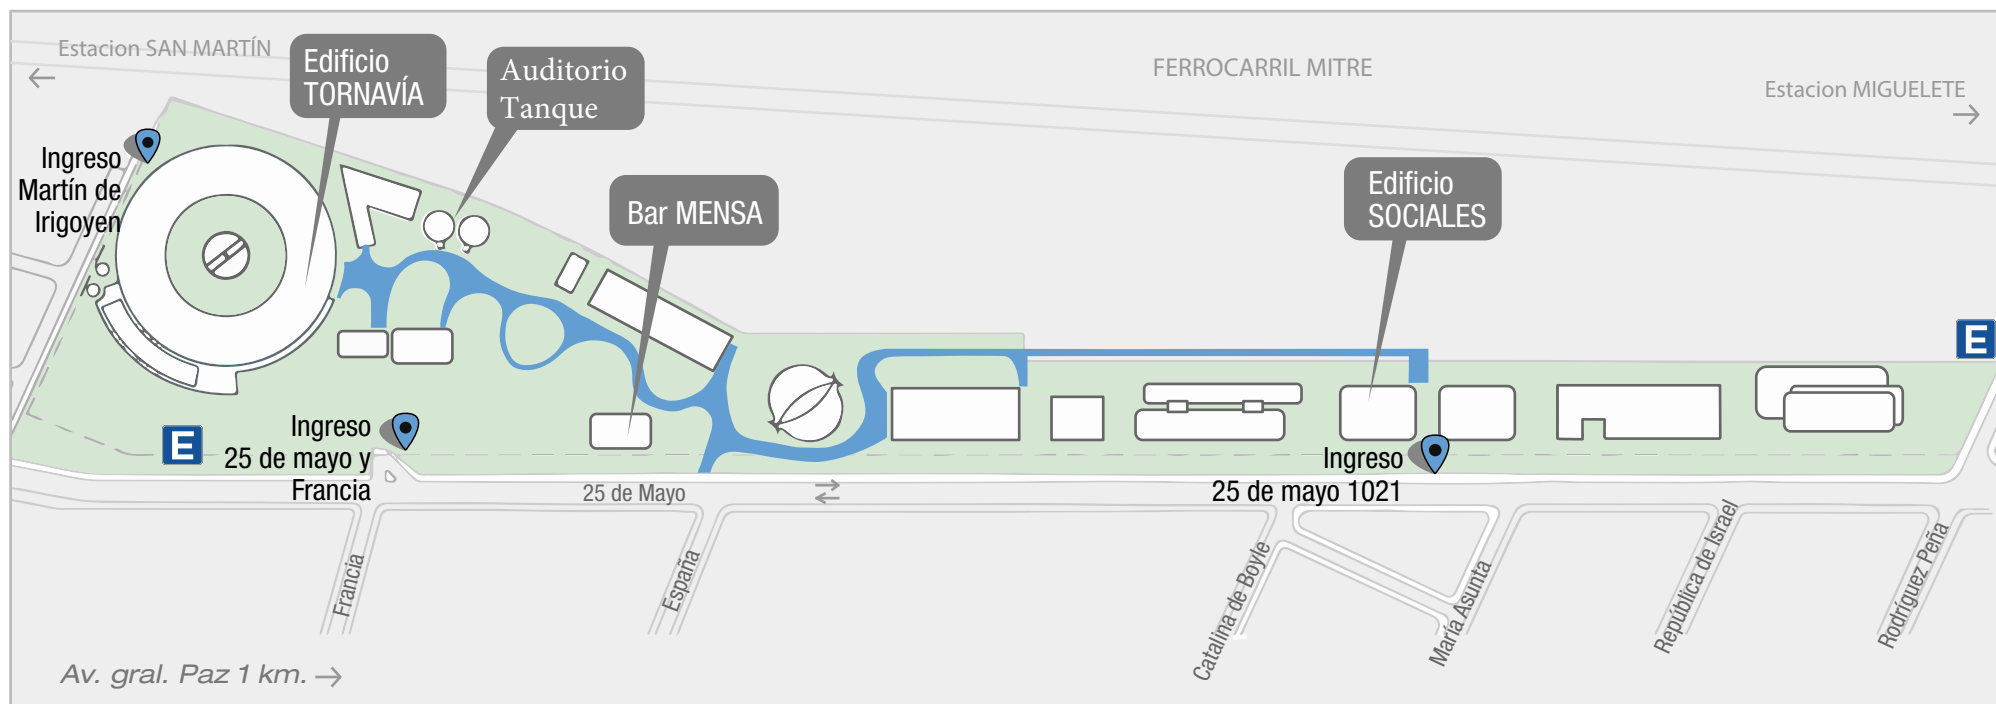 Estacion SAN MARTÍN
Edificio
TORNAVÍA
Auditorio
Tanque
FERROCARRIL MITRE
Estacion MIGUELETE
Ingreso
Martín de
Irigoyen
Bar MENSA
Edificio
SOCIALES
E
E
Ingreso
25 de mayo y
Francia
Ingreso
25 de mayo 1021
25 de Mayo
Francia
España
Catalina de Boyle
María Asunta
República de Israel
Rodríguez Peña
Av. gral. Paz 1 km.